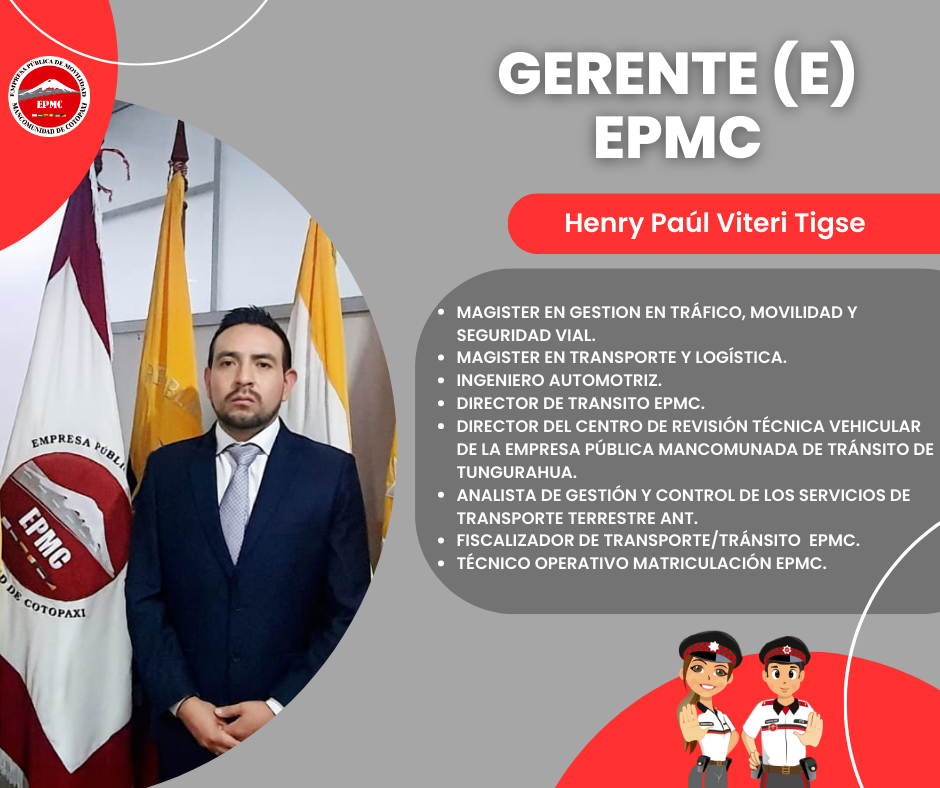 EMPRESA PÚBLICA DE MOVILIDAD
EPMC
MANCOMUNIDAD DE COTOPAXI
GERENTE (E)
EPMC
Henry Paúl Viteri Tigse
• MAGISTER EN GESTION EN TRÁFICO, MOVILIDAD Y
SEGURIDAD VIAL.
• MAGISTER EN TRANSPORTE Y LOGÍSTICA.
• INGENIERO AUTOMOTRIZ.
• DIRECTOR DE TRANSITO EPMC.
• DIRECTOR DEL CENTRO DE REVISIÓN TÉCNICA VEHICULAR
DE LA EMPRESA PÚBLICA MANCOMUNADA DE TRÁNSITO DE
TUNGURAHUA.
• ANALISTA DE GESTIÓN Y CONTROL DE LOS SERVICIOS DE
TRANSPORTE TERRESTRE ANT.
• FISCALIZADOR DE TRANSPORTE/TRÁNSITO EPMC.
• TÉCNICO OPERATIVO MATRICULACIÓN EPMC.
EMPRESA PÚBLIC
EPMC
D DE COTOPAXI